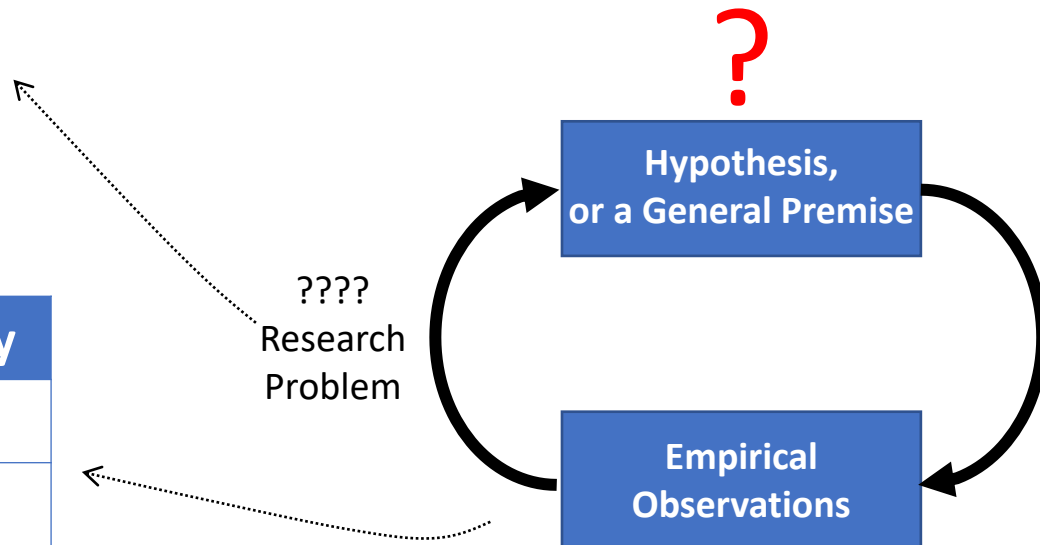 ?
Hypothesis,
or a General Premise
????
Research
Problem
y
Empirical
Observations